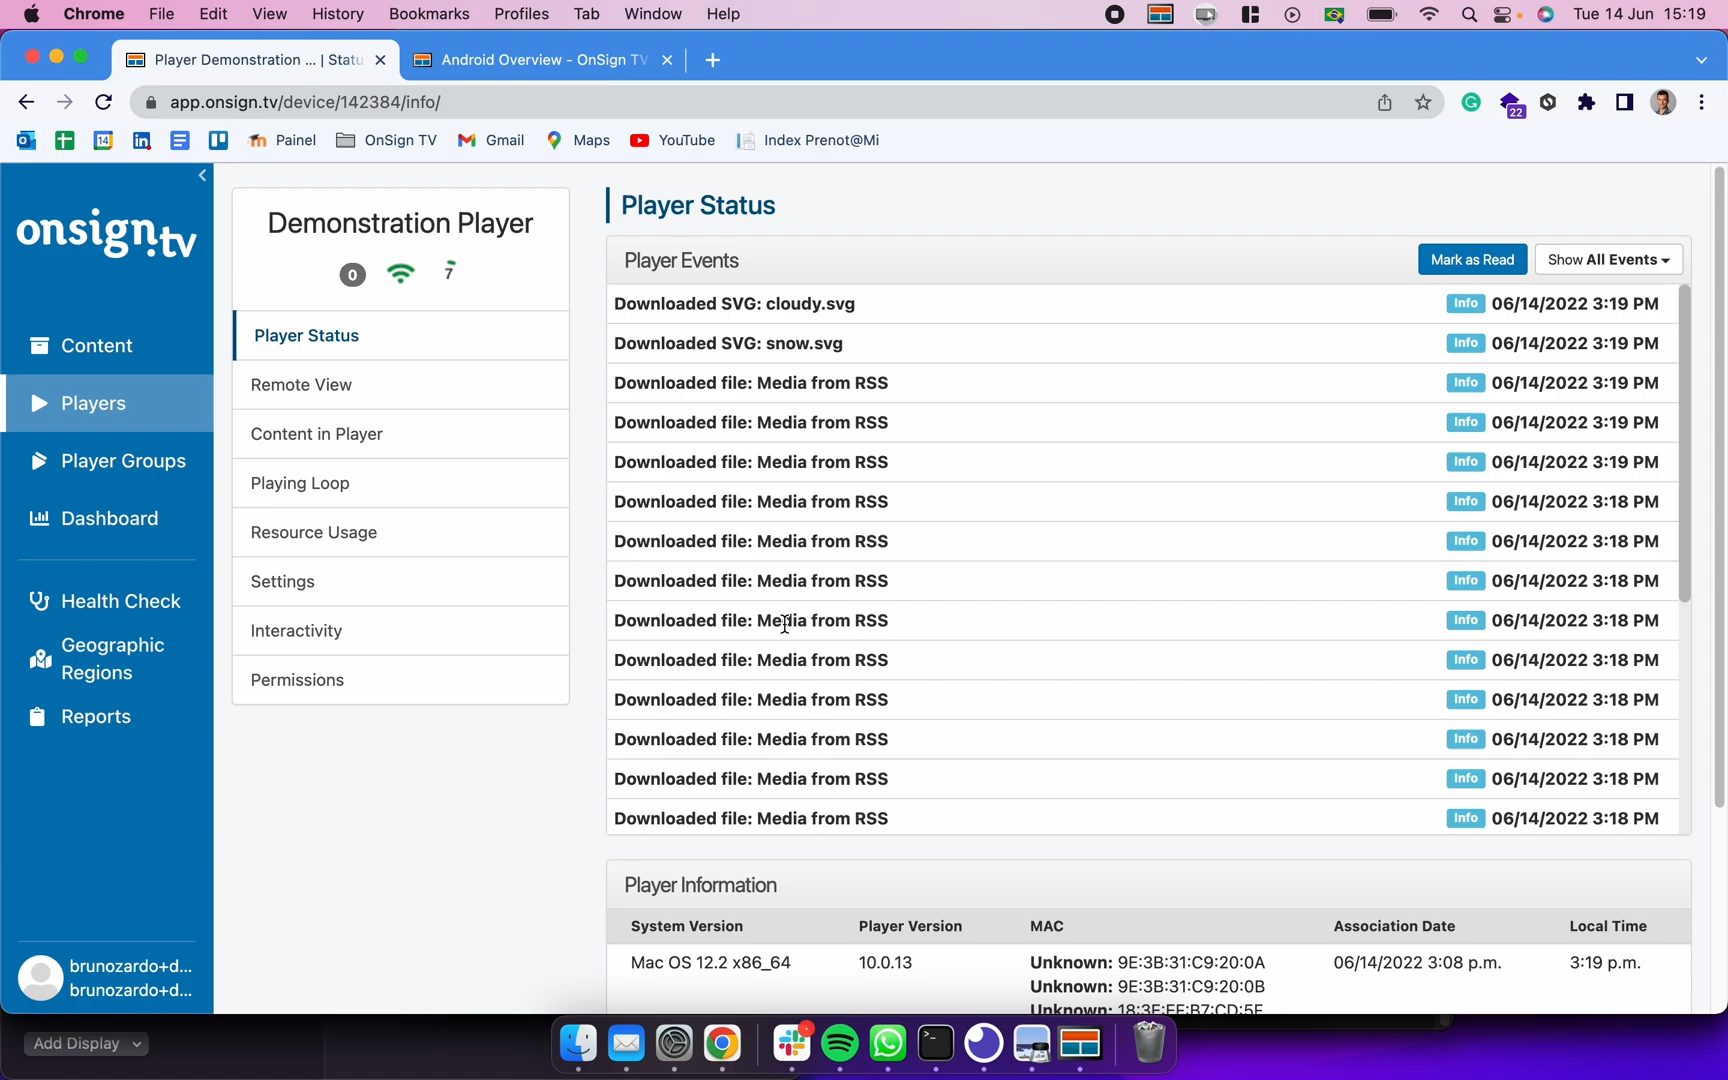 Chrome File Edit View History Bookmarks Profiles Tab Window Help Tue 14 Jun 15:19
Player Demonstration ... | Statu Android Overview - OnSign TV
app.onsign.tv/device/142384/info/ 22
14 Painel OnSign TV Gmail Maps YouTube Index Prenot@Mi
onsign.tv
Content
Players
Player Groups
Dashboard
Health Check
Geographic
Regions
Reports
brunozardo+d...
brunozardo+d...
Demonstration Player
0 7
Player Status
Remote View
Content in Player
Playing Loop
Resource Usage
Settings
Interactivity
Permissions
Player Status
Player Events Mark as Read Show All Events
Downloaded SVG: cloudy.svg Info 06/14/2022 3:19 PM
Downloaded SVG: snow.svg Info 06/14/2022 3:19 PM
Downloaded file: Media from RSS Info 06/14/2022 3:19 PM
Downloaded file: Media from RSS Info 06/14/2022 3:19 PM
Downloaded file: Media from RSS Info 06/14/2022 3:19 PM
Downloaded file: Media from RSS Info 06/14/2022 3:18 PM
Downloaded file: Media from RSS Info 06/14/2022 3:18 PM
Downloaded file: Media from RSS Info 06/14/2022 3:18 PM
Downloaded file: Media from RSS Info 06/14/2022 3:18 PM
Downloaded file: Media from RSS Info 06/14/2022 3:18 PM
Downloaded file: Media from RSS Info 06/14/2022 3:18 PM
Downloaded file: Media from RSS Info 06/14/2022 3:18 PM
Downloaded file: Media from RSS Info 06/14/2022 3:18 PM
Downloaded file: Media from RSS Info 06/14/2022 3:18 PM
Player Information
System Version Player Version MAC Association Date Local Time
Mac OS 12.2 x86_64 10.0.13 Unknown: 9E:3B:31:C9:20:0A 06/14/2022 3:08 p.m. 3:19 p.m.
Unknown: 9E:3B:31:C9:20:0B
Unknown: 18:3E:EF:B7:CD:5F
Add Display